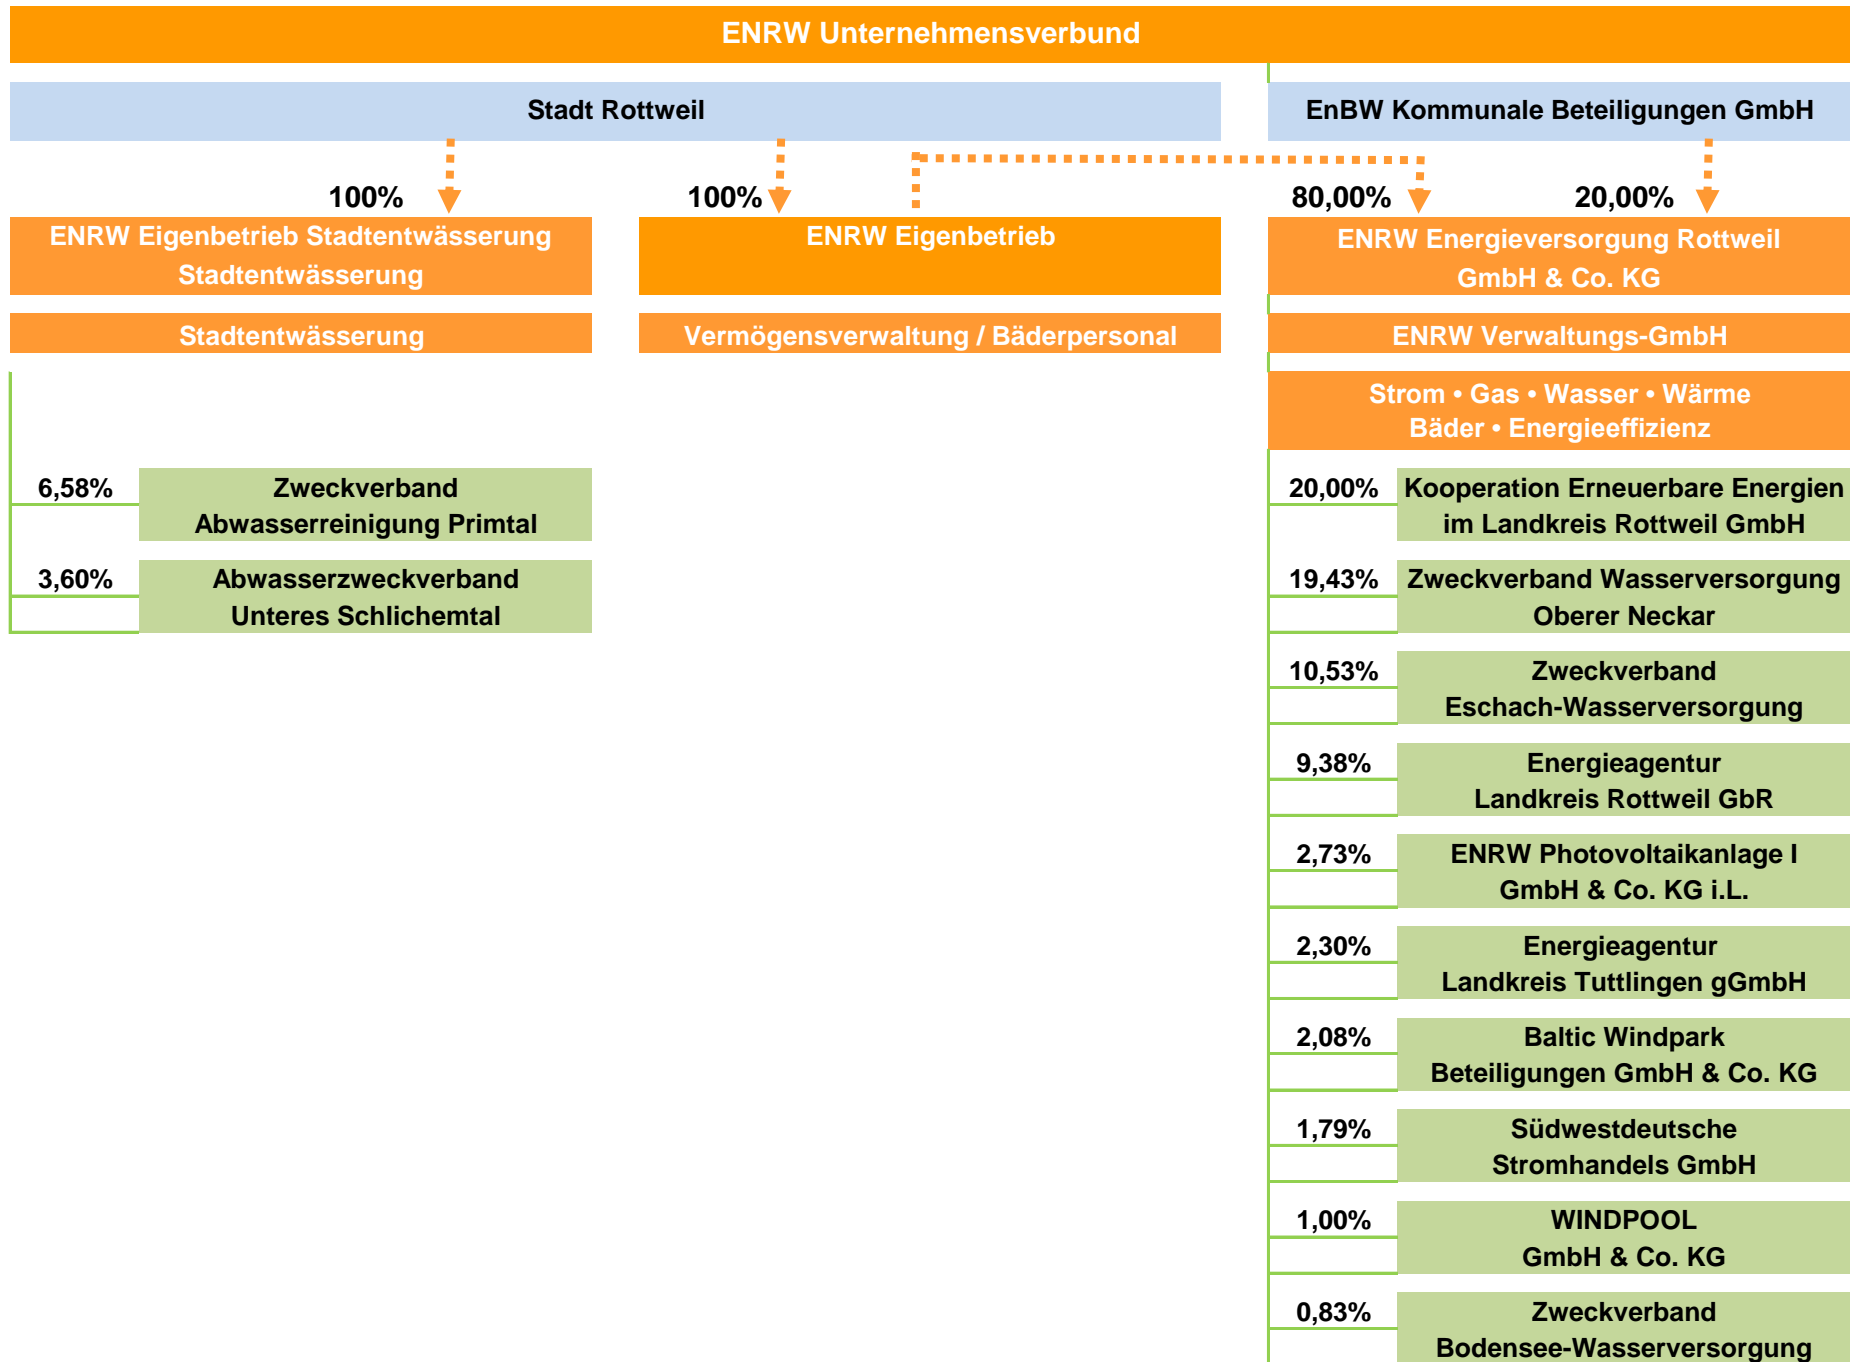 ENRW Unternehmensverbund
Stadt Rottweil
EnBW Kommunale Beteiligungen GmbH
100%
100%
80,00%
20,00%
ENRW Eigenbetrieb Stadtentwässerung
Stadtentwässerung
ENRW Eigenbetrieb
ENRW Energieversorgung Rottweil
GmbH & Co. KG
Stadtentwässerung
Vermögensverwaltung / Bäderpersonal
ENRW Verwaltungs-GmbH
Strom • Gas • Wasser • Wärme
Bäder • Energieeffizienz
6,58%
Zweckverband
Abwasserreinigung Primtal
3,60%
Abwasserzweckverband
Unteres Schlichemtal
20,00%
Kooperation Erneuerbare Energien
im Landkreis Rottweil GmbH
19,43%
Zweckverband Wasserversorgung
Oberer Neckar
10,53%
Zweckverband
Eschach-Wasserversorgung
9,38%
Energieagentur
Landkreis Rottweil GbR
2,73%
ENRW Photovoltaikanlage I
GmbH & Co. KG i.L.
2,30%
Energieagentur
Landkreis Tuttlingen gGmbH
2,08%
Baltic Windpark
Beteiligungen GmbH & Co. KG
1,79%
Südwestdeutsche
Stromhandels GmbH
1,00%
WINDPOOL
GmbH & Co. KG
0,83%
Zweckverband
Bodensee-Wasserversorgung